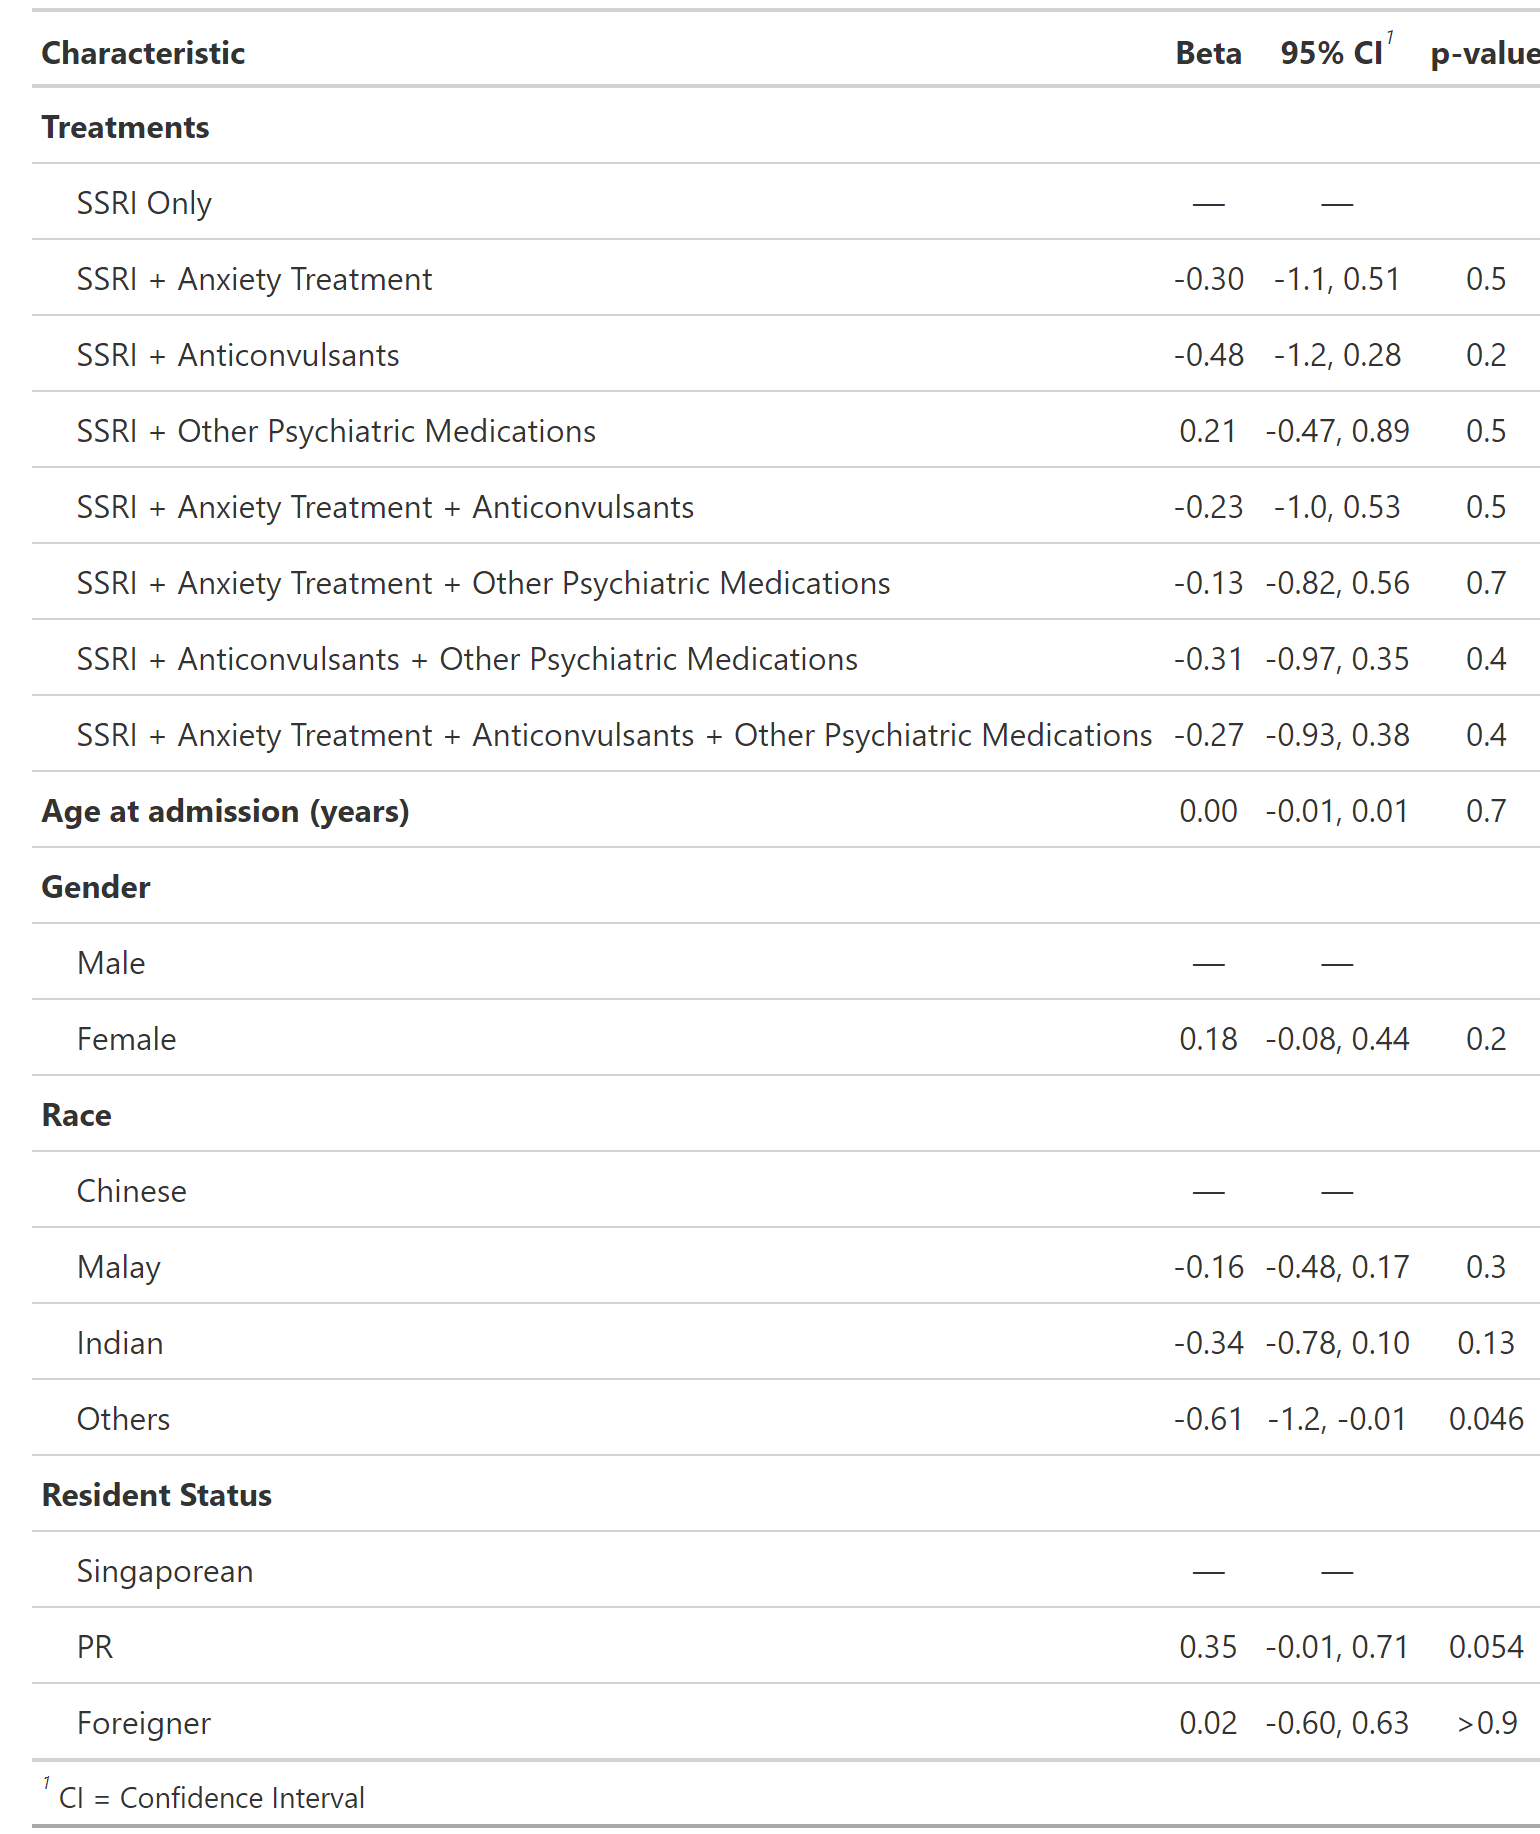 Characteristic Beta 95% CI1 p-value
Treatments
SSRI Only — —
SSRI + Anxiety Treatment -0.30 -1.1, 0.51 0.5
SSRI + Anticonvulsants -0.48 -1.2, 0.28 0.2
SSRI + Other Psychiatric Medications 0.21 -0.47, 0.89 0.5
SSRI + Anxiety Treatment + Anticonvulsants -0.23 -1.0, 0.53 0.5
SSRI + Anxiety Treatment + Other Psychiatric Medications -0.13 -0.82, 0.56 0.7
SSRI + Anticonvulsants + Other Psychiatric Medications -0.31 -0.97, 0.35 0.4
SSRI + Anxiety Treatment + Anticonvulsants + Other Psychiatric Medications -0.27 -0.93, 0.38 0.4
Age at admission (years) 0.00 -0.01, 0.01 0.7
Gender
Male — —
Female 0.18 -0.08, 0.44 0.2
Race
Chinese — —
Malay -0.16 -0.48, 0.17 0.3
Indian -0.34 -0.78, 0.10 0.13
Others -0.61 -1.2, -0.01 0.046
Resident Status
Singaporean — —
PR 0.35 -0.01, 0.71 0.054
Foreigner 0.02 -0.60, 0.63 >0.9
1 CI = Confidence Interval